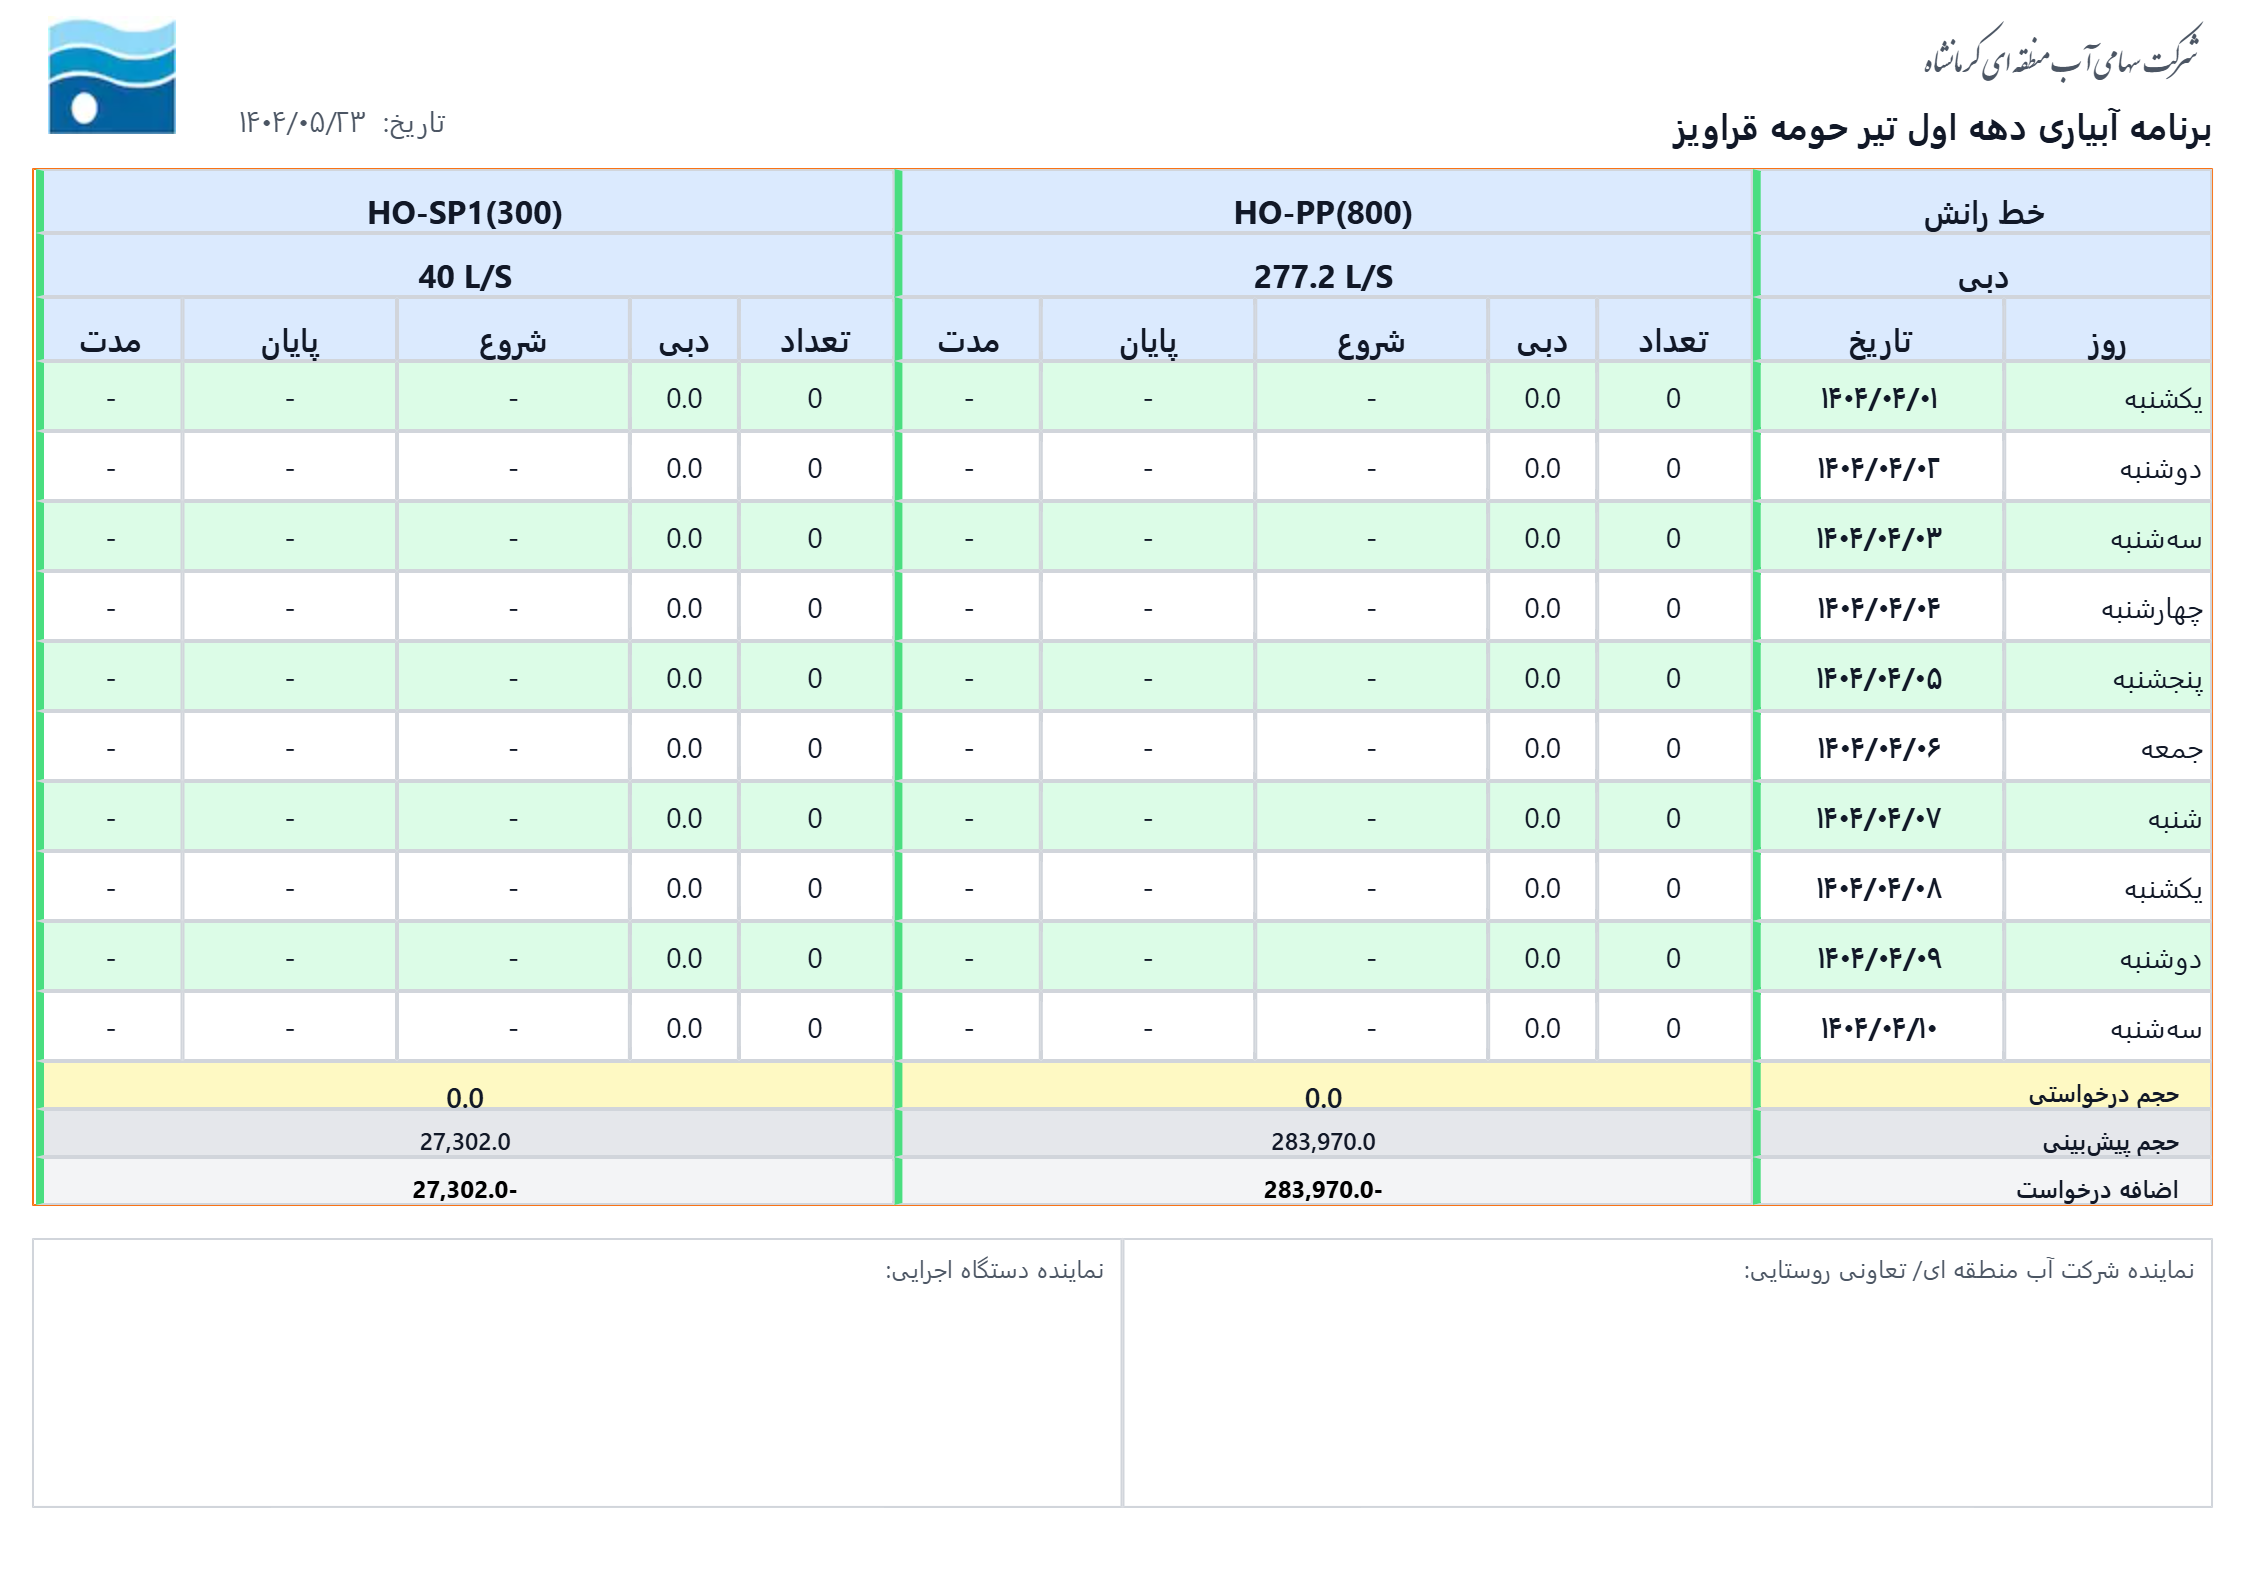 شرکت سهامی آب منطقه ای کرمانشاه
برنامه آبیاری دهه اول تیر حومه قراویز
تاریخ: ۱۴۰۴/۰۵/۲۳
خط رانش HO-PP(800) HO-SP1(300)
دبی 277.2 L/S 40 L/S
روز تاریخ تعداد دبی شروع پایان مدت تعداد دبی شروع پایان مدت
یکشنبه ۱۴۰۴/۰۴/۰۱ 0 0.0 - - - 0 0.0 - - -
دوشنبه ۱۴۰۴/۰۴/۰۲ 0 0.0 - - - 0 0.0 - - -
سه‌شنبه ۱۴۰۴/۰۴/۰۳ 0 0.0 - - - 0 0.0 - - -
چهارشنبه ۱۴۰۴/۰۴/۰۴ 0 0.0 - - - 0 0.0 - - -
پنجشنبه ۱۴۰۴/۰۴/۰۵ 0 0.0 - - - 0 0.0 - - -
جمعه ۱۴۰۴/۰۴/۰۶ 0 0.0 - - - 0 0.0 - - -
شنبه ۱۴۰۴/۰۴/۰۷ 0 0.0 - - - 0 0.0 - - -
یکشنبه ۱۴۰۴/۰۴/۰۸ 0 0.0 - - - 0 0.0 - - -
دوشنبه ۱۴۰۴/۰۴/۰۹ 0 0.0 - - - 0 0.0 - - -
سه‌شنبه ۱۴۰۴/۰۴/۱۰ 0 0.0 - - - 0 0.0 - - -
حجم درخواستی 0.0 0.0
حجم پیش‌بینی 283,970.0 27,302.0
اضافه درخواست 283,970.0- 27,302.0-
نماینده شرکت آب منطقه ای/ تعاونی روستایی:
نماینده دستگاه اجرایی: